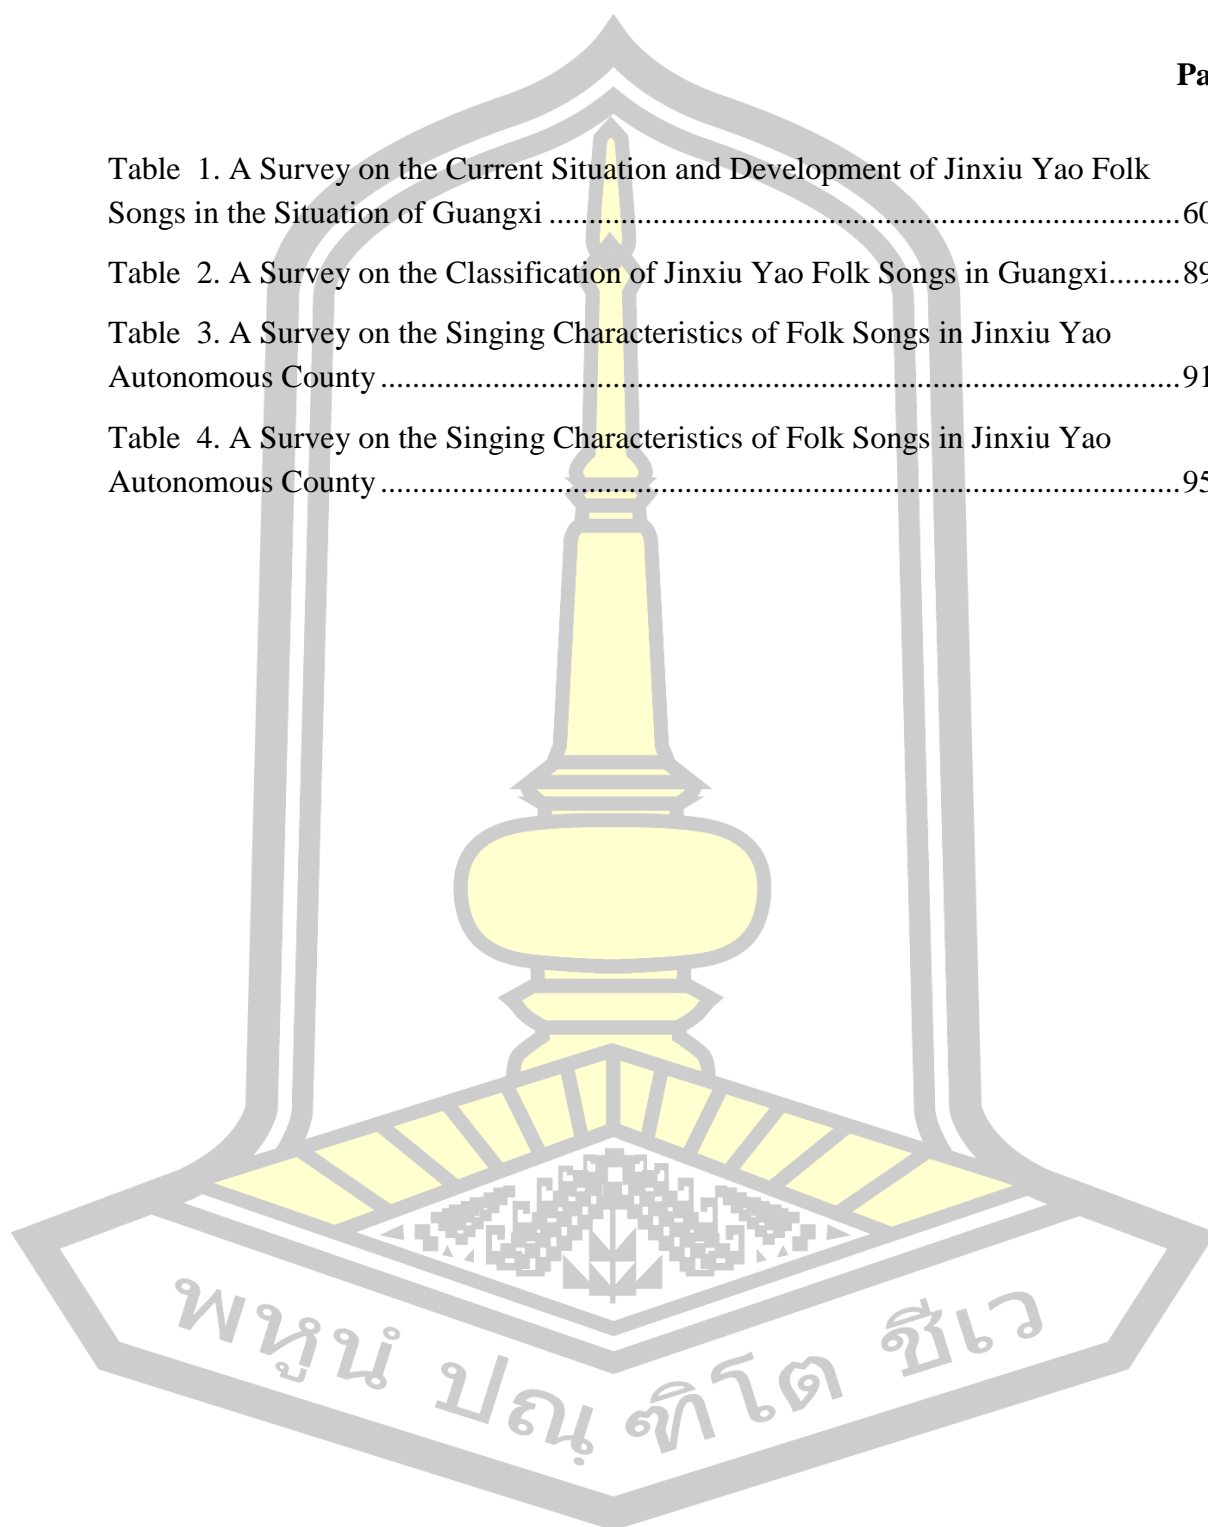 Pa
Table  1. A Survey on the Current Situation and Development of Jinxiu Yao Folk
Songs in the Situation of Guangxi ........................................................................................ 60
Table  2. A Survey on the Classification of Jinxiu Yao Folk Songs in Guangxi......... 89
Table  3. A Survey on the Singing Characteristics of Folk Songs in Jinxiu Yao
Autonomous County ................................................................................................................ 91
Table  4. A Survey on the Singing Characteristics of Folk Songs in Jinxiu Yao
Autonomous County ................................................................................................................ 95
พหูนํ ปณฺฑิโต ชีเว